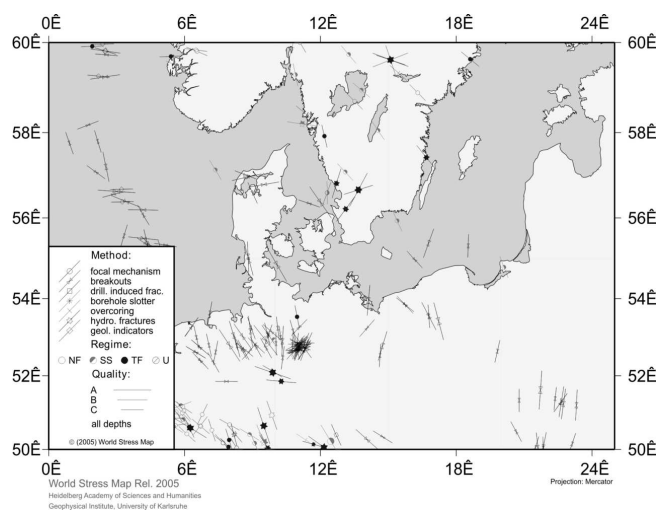 0Ê 6Ê 12Ê 18Ê 24Ê
60Ê 60Ê
58Ê 58Ê
56Ê 56Ê
54Ê 54Ê
52Ê 52Ê
50Ê 50Ê
0Ê 6Ê 12Ê 18Ê 24Ê
Method:
focal mechanism
breakouts
drill. induced frac.
borehole slotter
overcoring
hydro. fractures
geol. indicators
Regime:
NF SS TF U
Quality:
A
B
C
all depths
© (2005) World Stress Map
World Stress Map Rel. 2005
Heidelberg Academy of Sciences and Humanities
Geophysical Institute, University of Karlsruhe
Projection: Mercator